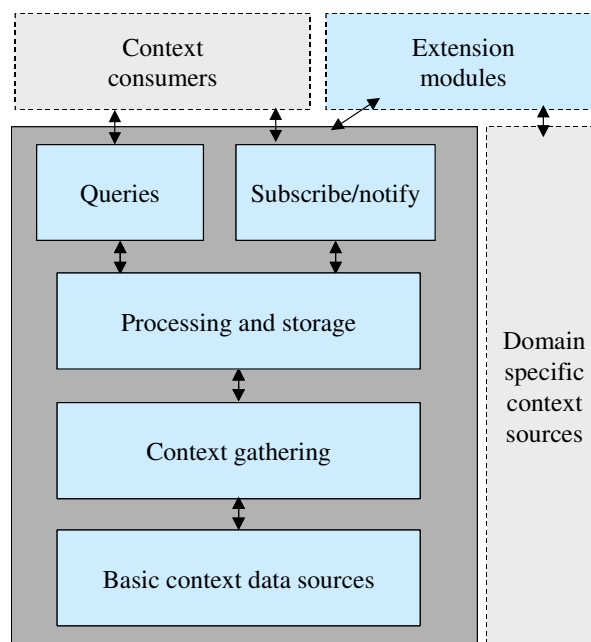 Context
consumers
Extension
modules
Queries
Subscribe/notify
Processing and storage
Domain
specific
context
sources
Context gathering
Basic context data sources